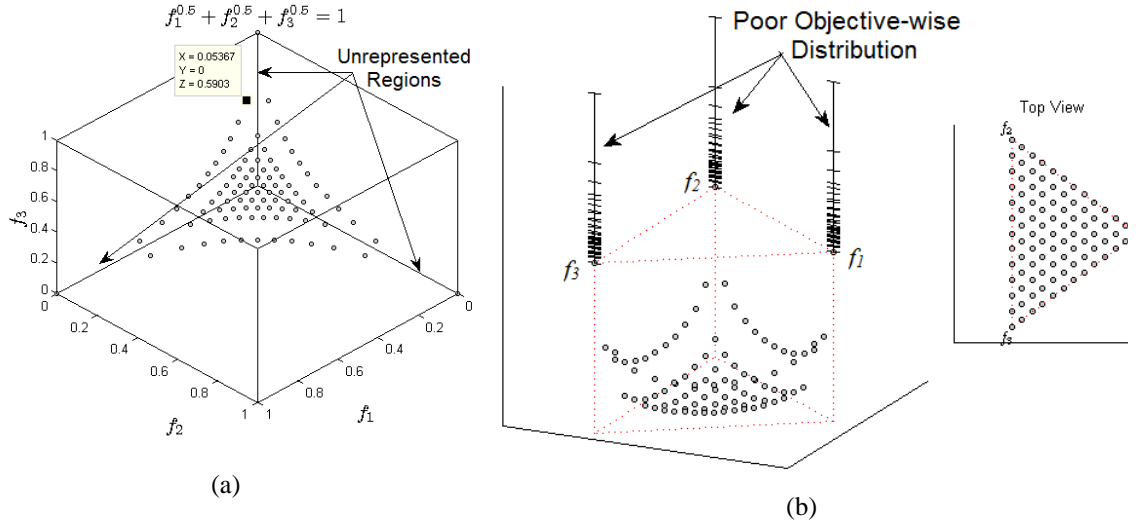 f₁^0.5 + f₂^0.5 + f₃^0.5 = 1
X = 0.05367
Y = 0
Z = 0.5903
Unrepresented
Regions
1
0.8
0.6
0.4
0.2
0
f₃
0
0.2
0.4
0.6
0.8
1
f₂
0
0.2
0.4
0.6
0.8
1
f₁
(a)
Poor Objective-wise
Distribution
f₂
f₃
f₁
(b)
Top View
f₂
f₃